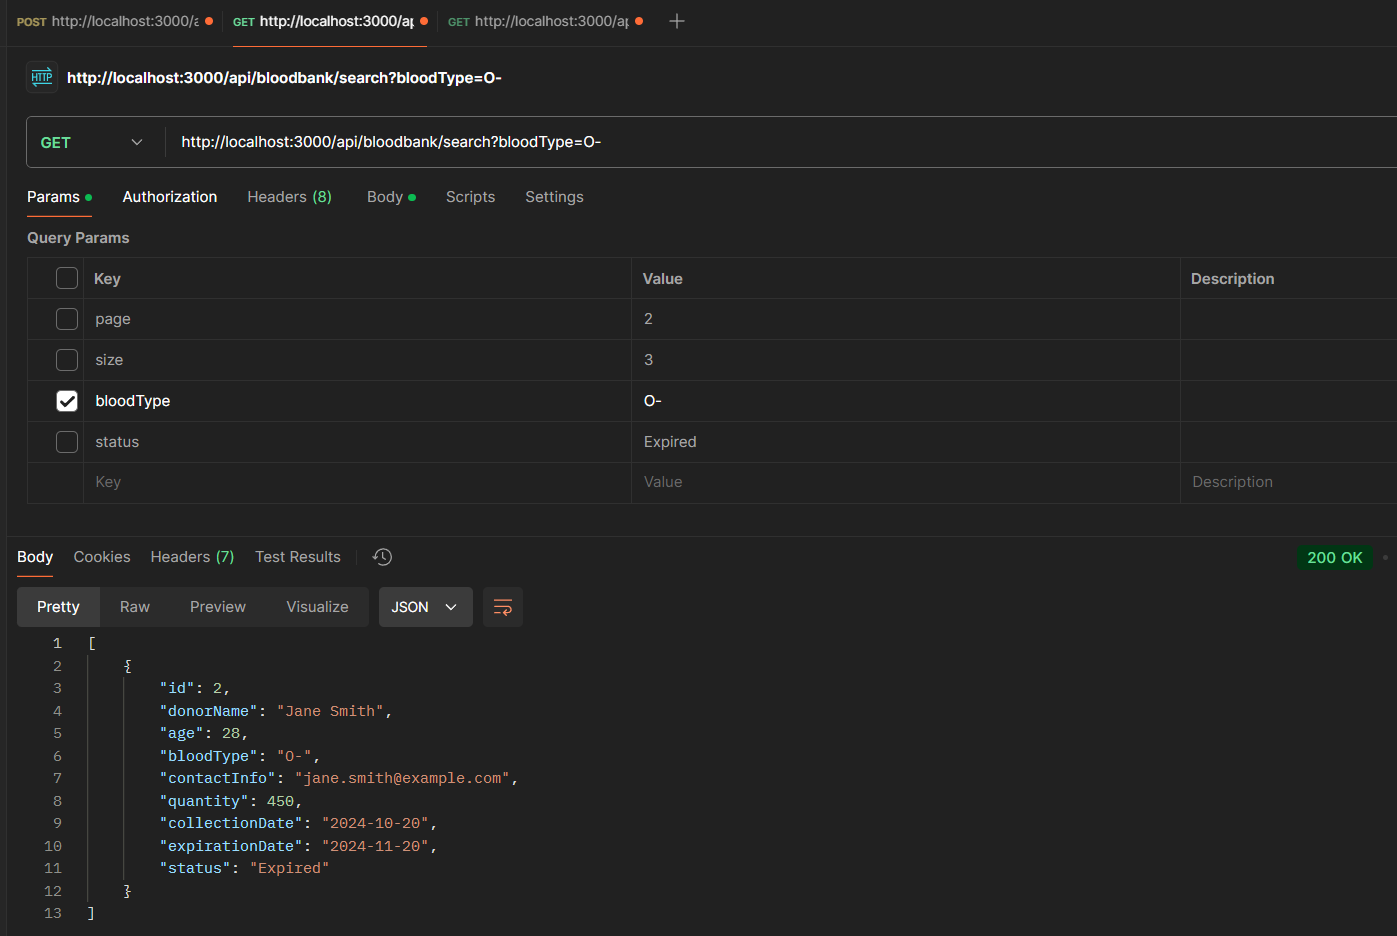 POST http://localhost:3000/a GET http://localhost:3000/ap GET http://localhost:3000/ap
HTTP http://localhost:3000/api/bloodbank/search?bloodType=O-
GET http://localhost:3000/api/bloodbank/search?bloodType=O-
Params Authorization Headers (8) Body Scripts Settings
Query Params
Key Value Description
page 2
size 3
bloodType O-
status Expired
Key Value Description
Body Cookies Headers (7) Test Results 200 OK
Pretty Raw Preview Visualize JSON
1 [
2 {
3 "id": 2,
4 "donorName": "Jane Smith",
5 "age": 28,
6 "bloodType": "O-",
7 "contactInfo": "jane.smith@example.com",
8 "quantity": 450,
9 "collectionDate": "2024-10-20",
10 "expirationDate": "2024-11-20",
11 "status": "Expired"
12 }
13 ]